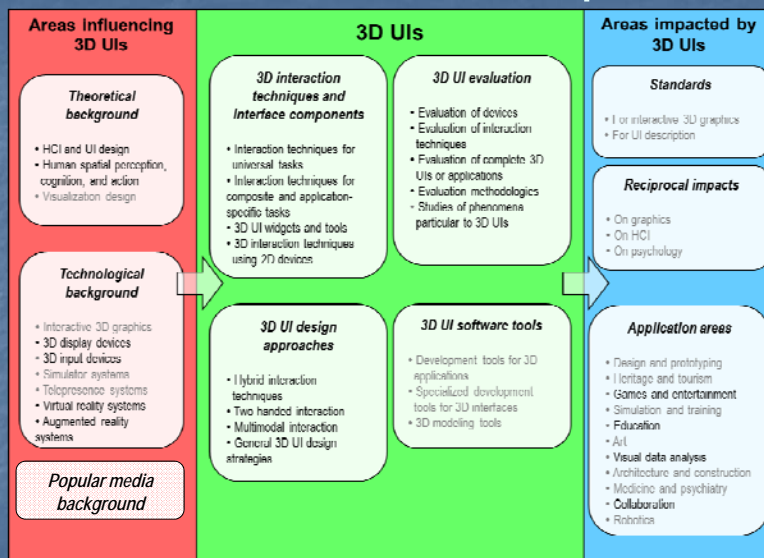 Areas Influencing
3D UIs
Theoretical
background
• HCI and UI design
• Human spatial perception,
cognition, and action
• Visualization design
Technological
background
• Interactive 3D graphics
• 3D display devices
• 3D input devices
• Simulator systems
• Telepresence systems
• Virtual reality systems
• Augmented reality
systems
Popular media
background
3D UIs
3D interaction
techniques and
Interface components
• Interaction techniques for
universal tasks
• Interaction techniques for
composite and application-
specific tasks
• 3D UI widgets and tools
• 3D interaction techniques
using 2D devices
3D UI evaluation
• Evaluation of devices
• Evaluation of interaction
techniques
• Evaluation of complete 3D
UIs or applications
• Evaluation methodologies
• Studies of phenomena
particular to 3D UIs
3D UI design
approaches
• Hybrid interaction
techniques
• Two handed interaction
• Multimodal interaction
• General 3D UI design
strategies
3D UI software tools
• Development tools for 3D
applications
• Specialized development
tools for 3D interfaces
• 3D modeling tools
Areas impacted by
3D UIs
Standards
• For interactive 3D graphics
• For UI description
Reciprocal impacts
• On graphics
• On HCI
• On psychology
Application areas
• Design and prototyping
• Heritage and tourism
• Games and entertainment
• Simulation and training
• Education
• Art
• Visual data analysis
• Architecture and construction
• Medicine and psychiatry
• Collaboration
• Robotics